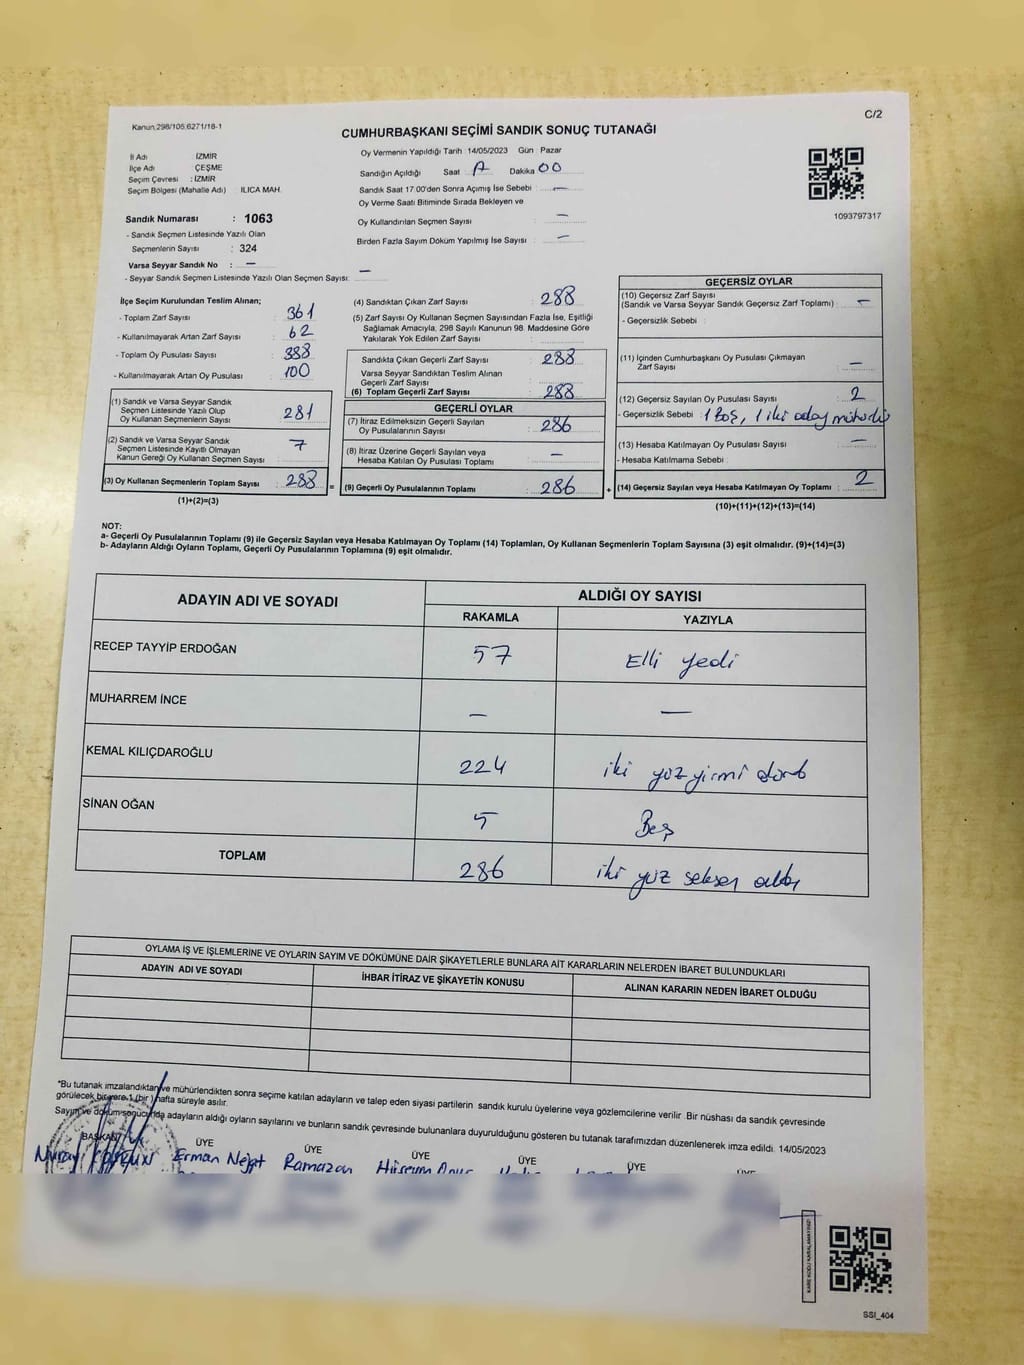 Kanun:298/105;6271/18-1
C/2
CUMHURBAŞKANI SEÇİMİ SANDIK SONUÇ TUTANAĞI
İl Adı : İZMİR
İlçe Adı : ÇEŞME
Seçim Çevresi : İZMİR
Seçim Bölgesi (Mahalle Adı) : ILICA MAH.
Sandık Numarası : 1063
- Sandık Seçmen Listesinde Yazılı Olan
Seçmenlerin Sayısı : 324
Varsa Seyyar Sandık No : —
- Seyyar Sandık Seçmen Listesinde Yazılı Olan Seçmen Sayısı: —
Oy Vermenin Yapıldığı Tarih : 14/05/2023 Gün : Pazar
Sandığın Açıldığı Saat Dakika 00
Sandık Saat 17.00'den Sonra Açımış İse Sebebi : —
Oy Verme Saati Bitiminde Sırada Bekleyen ve
Oy Kullandırılan Seçmen Sayısı : —
Birden Fazla Sayım Döküm Yapılmış İse Sayısı : —
1093797317
İlçe Seçim Kurulundan Teslim Alınan;
- Toplam Zarf Sayısı : 361
- Kullanılmayarak Artan Zarf Sayısı : 62
- Toplam Oy Pusulası Sayısı : 388
- Kullanılmayarak Artan Oy Pusulası : 100
(1) Sandık ve Varsa Seyyar Sandık
Seçmen Listesinde Yazılı Olup
Oy Kullanan Seçmenlerin Sayısı : 281
(2) Sandık ve Varsa Seyyar Sandık
Seçmen Listesinde Kayıtlı Olmayan
Kanun Gereği Oy Kullanan Seçmen Sayısı : 7
(3) Oy Kullanan Seçmenlerin Toplam Sayısı : 288 =
(1)+(2)=(3)
(4) Sandıktan Çıkan Zarf Sayısı : 288
(5) Zarf Sayısı Oy Kullanan Seçmen Sayısından Fazla İse, Eşitliği
Sağlamak Amacıyla, 298 Sayılı Kanunun 98. Maddesine Göre
Yakılarak Yok Edilen Zarf Sayısı :
Sandıkta Çıkan Geçerli Zarf Sayısı : 288
Varsa Seyyar Sandıktan Teslim Alınan
Geçerli Zarf Sayısı :
(6) Toplam Geçerli Zarf Sayısı : 288
GEÇERLİ OYLAR
(7) İtiraz Edilmeksizin Geçerli Sayılan
Oy Pusulalarının Sayısı : 286
(8) İtiraz Üzerine Geçerli Sayılan veya
Hesaba Katılan Oy Pusulası Toplamı : —
(9) Geçerli Oy Pusulalarının Toplamı : 286 +
GEÇERSİZ OYLAR
(10) Geçersiz Zarf Sayısı
(Sandık ve Varsa Seyyar Sandık Geçersiz Zarf Toplamı) : —
- Geçersizlik Sebebi :
(11) İçinden Cumhurbaşkanı Oy Pusulası Çıkmayan
Zarf Sayısı : —
(12) Geçersiz Sayılan Oy Pusulası Sayısı : 2
- Geçersizlik Sebebi : 1 Boş, 1 iki aday mühürlü
(13) Hesaba Katılmayan Oy Pusulası Sayısı : —
- Hesaba Katılmama Sebebi :
(14) Geçersiz Sayılan veya Hesaba Katılmayan Oy Toplamı : 2
(10)+(11)+(12)+(13)=(14)
NOT:
a- Geçerli Oy Pusulalarının Toplamı (9) ile Geçersiz Sayılan veya Hesaba Katılmayan Oy Toplamı (14) Toplamları, Oy Kullanan Seçmenlerin Toplam Sayısına (3) eşit olmalıdır. (9)+(14)=(3)
b- Adayların Aldığı Oyların Toplamı, Geçerli Oy Pusulalarının Toplamına (9) eşit olmalıdır.
ADAYIN ADI VE SOYADI
ALDIĞI OY SAYISI
RAKAMLA YAZIYLA
RECEP TAYYİP ERDOĞAN 57 Elli yedi
MUHARREM İNCE — —
KEMAL KILIÇDAROĞLU 224 iki yüz yirmi dört
SİNAN OĞAN 5 Beş
TOPLAM 286 iki yüz seksen altı
OYLAMA İŞ VE İŞLEMLERİNE VE OYLARIN SAYIM VE DÖKÜMÜNE DAİR ŞİKAYETLERLE BUNLARA AİT KARARLARIN NELERDEN İBARET BULUNDUKLARI
ADAYIN ADI VE SOYADI İHBAR İTİRAZ VE ŞİKAYETİN KONUSU ALINAN KARARIN NEDEN İBARET OLDUĞU
*Bu tutanak imzalandıktan ve mühürlendikten sonra seçime katılan adayların ve talep eden siyasi partilerin sandık kurulu üyelerine veya gözlemcilerine verilir. Bir nüshası da sandık çevresinde
görülecek bir yere 1 (bir) hafta süreyle asılır.
Sayım ve döküm sonucunda adayların aldığı oyların sayılarını ve bunların sandık çevresinde bulunanlara duyurulduğunu gösteren bu tutanak tarafımızdan düzenlenerek imza edildi. 14/05/2023
BAŞKAN ÜYE ÜYE ÜYE ÜYE ÜYE ÜYE
Erman Nejat Ramazan Hüseyin
KARE KODU KARALAMAYINIZ!
SSI_404